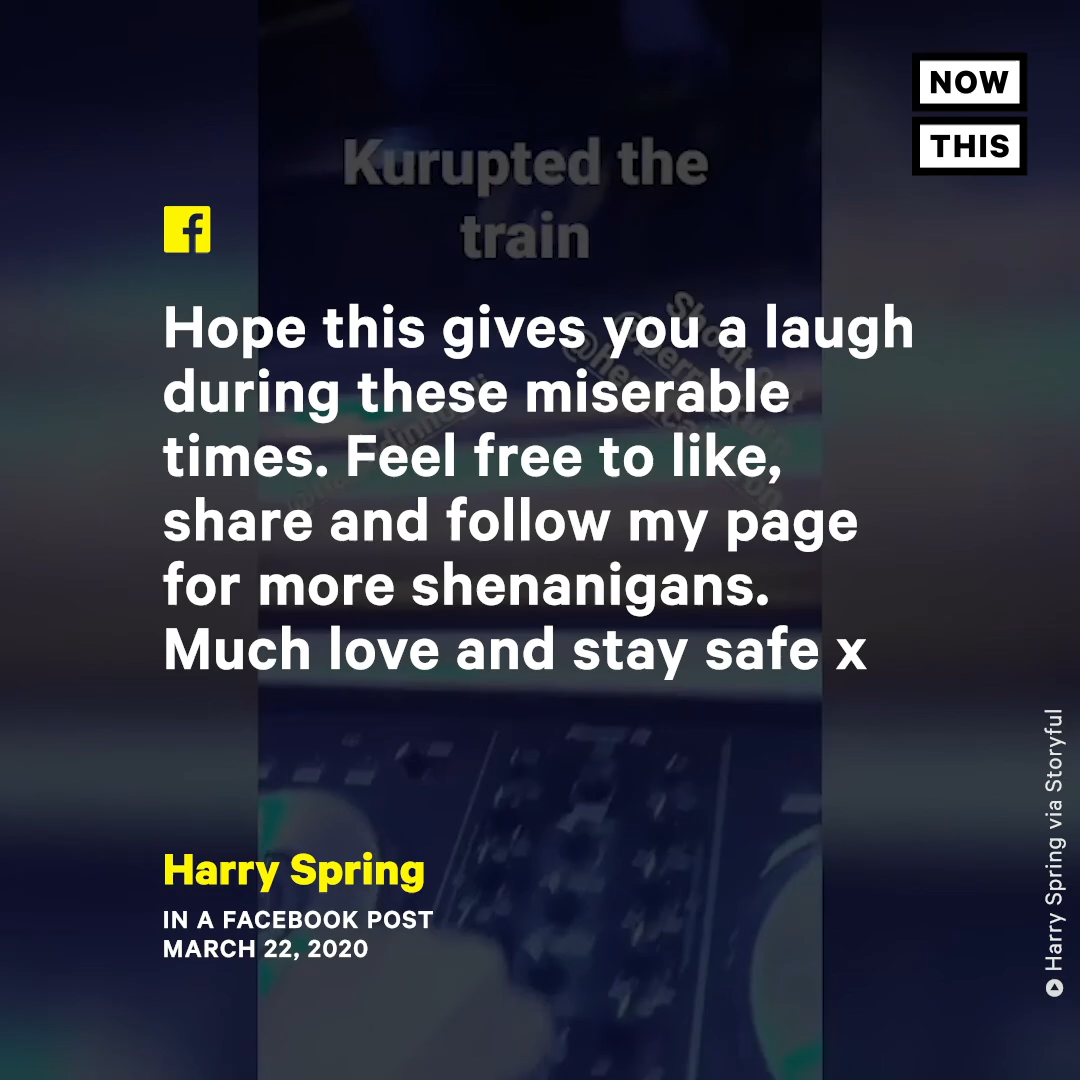 NOW
THIS
Kurupted the
train
Hope this gives you a laugh
during these miserable
times. Feel free to like,
share and follow my page
for more shenanigans.
Much love and stay safe x
Harry Spring
IN A FACEBOOK POST
MARCH 22, 2020
Harry Spring via Storyful